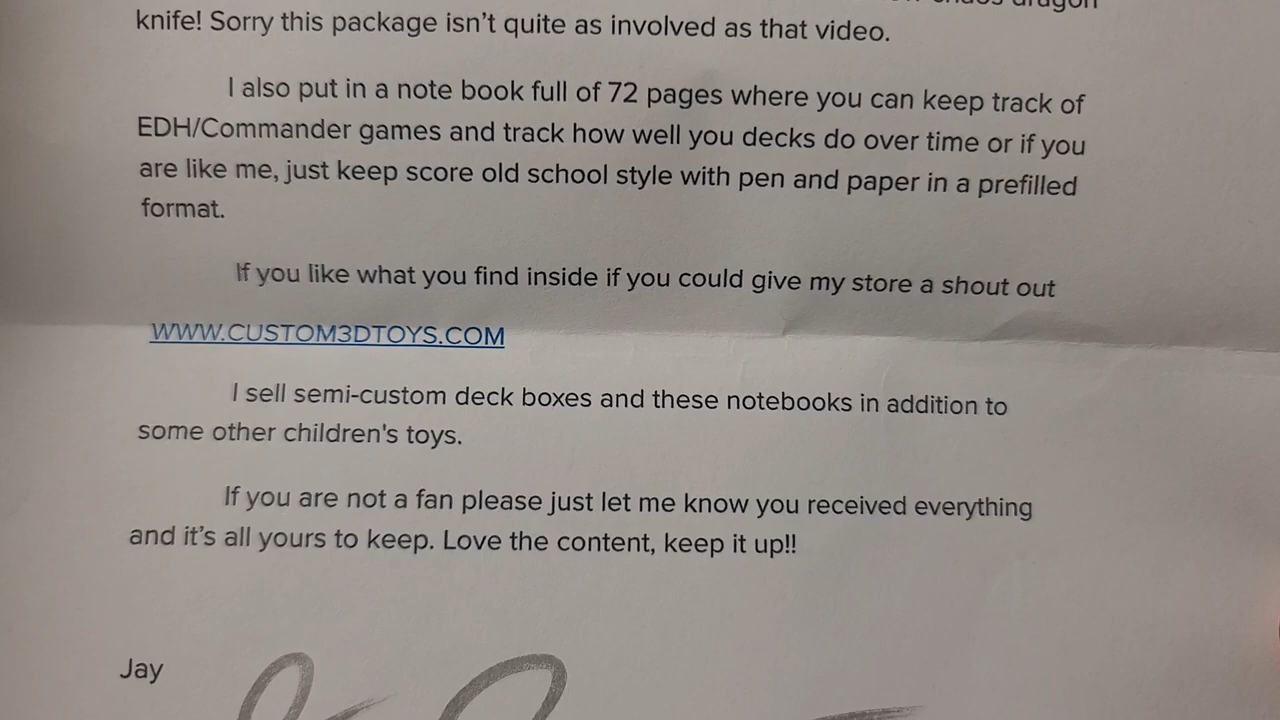 dragon
knife! Sorry this package isn’t quite as involved as that video.
I also put in a note book full of 72 pages where you can keep track of
EDH/Commander games and track how well you decks do over time or if you
are like me, just keep score old school style with pen and paper in a prefilled
format.
If you like what you find inside if you could give my store a shout out
WWW.CUSTOM3DTOYS.COM
I sell semi-custom deck boxes and these notebooks in addition to
some other children's toys.
If you are not a fan please just let me know you received everything
and it’s all yours to keep. Love the content, keep it up!!
Jay